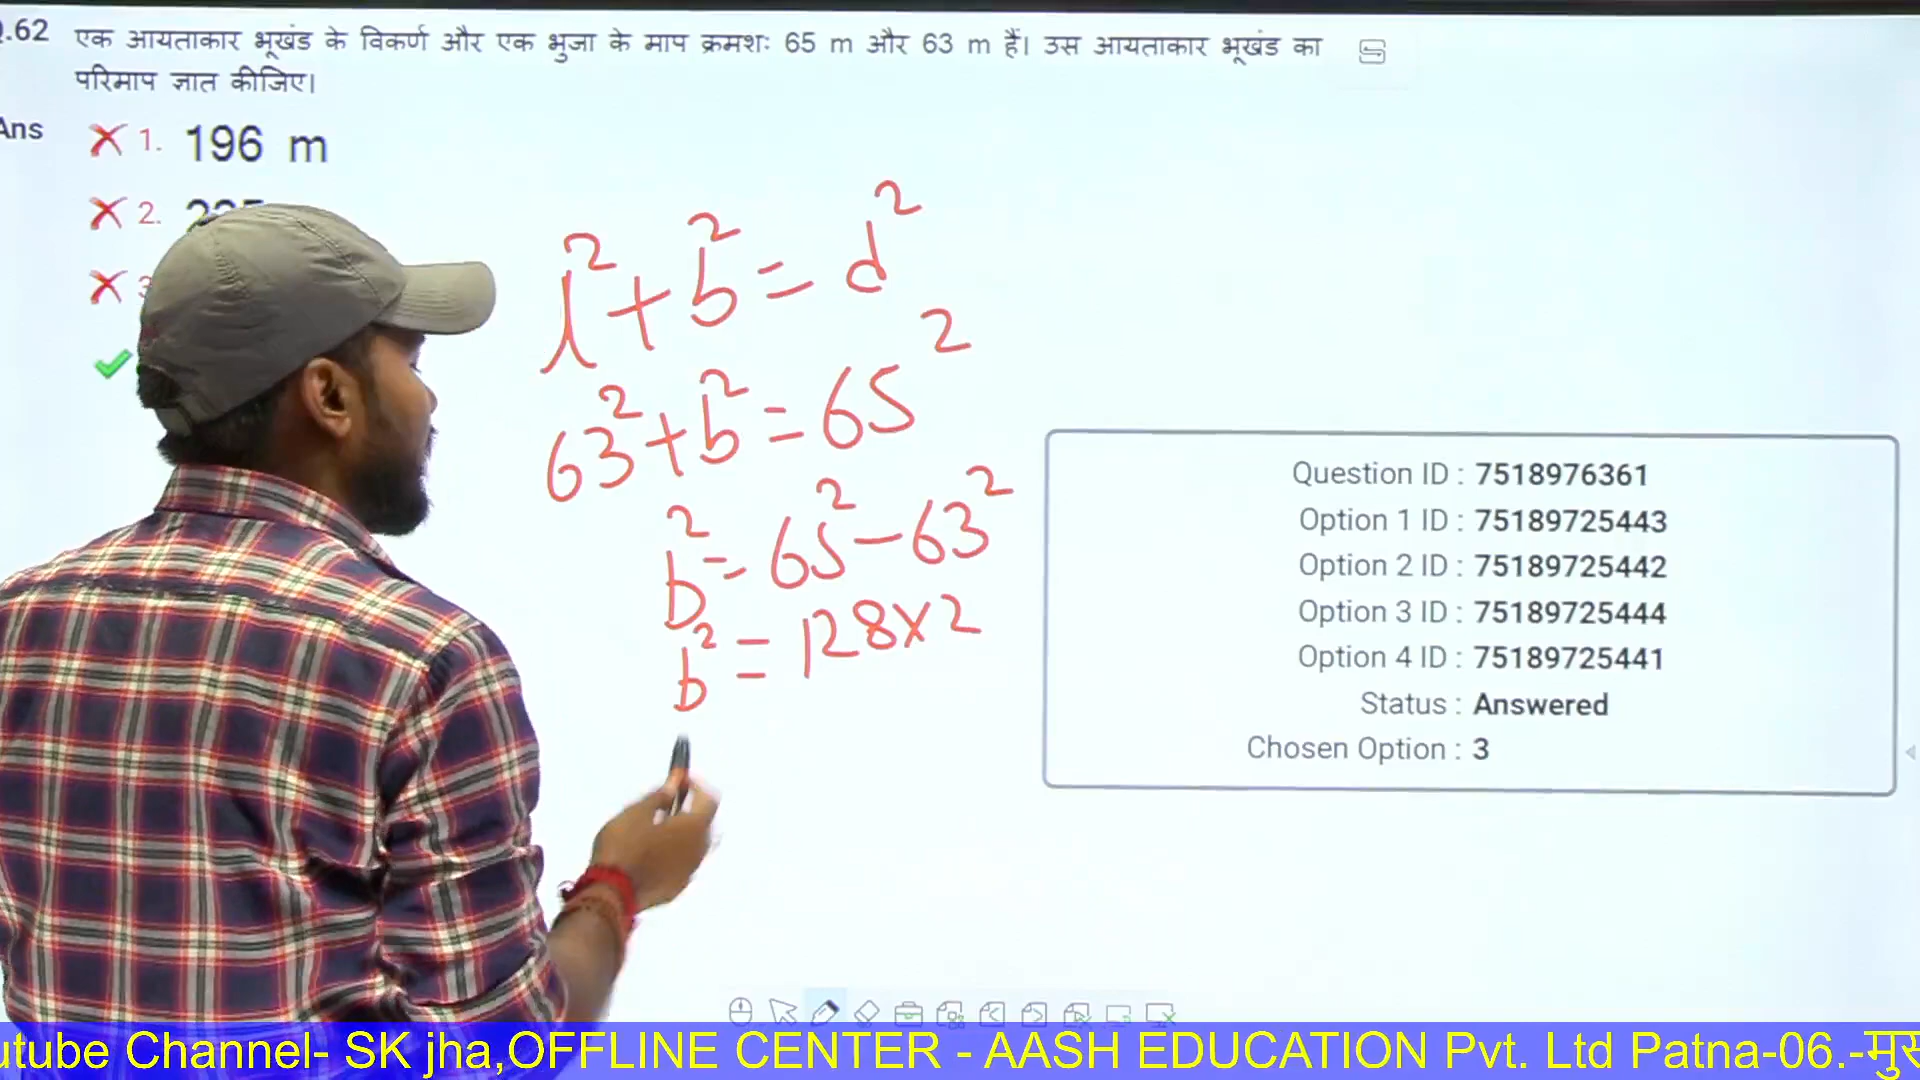 .62 एक आयताकार भूखंड के विकर्ण और एक भुजा के माप क्रमशः 65 m और 63 m हैं। उस आयताकार भूखंड का
परिमाप ज्ञात कीजिए।
Ans
1. 196 m
2.
3
l² + b² = d²
63² + b² = 65²
b² = 65² - 63²
b² = 128×2
Question ID : 7518976361
Option 1 ID : 75189725443
Option 2 ID : 75189725442
Option 3 ID : 75189725444
Option 4 ID : 75189725441
Status : Answered
Chosen Option : 3
utube Channel- SK jha,OFFLINE CENTER - AASH EDUCATION Pvt. Ltd Patna-06.-मुस